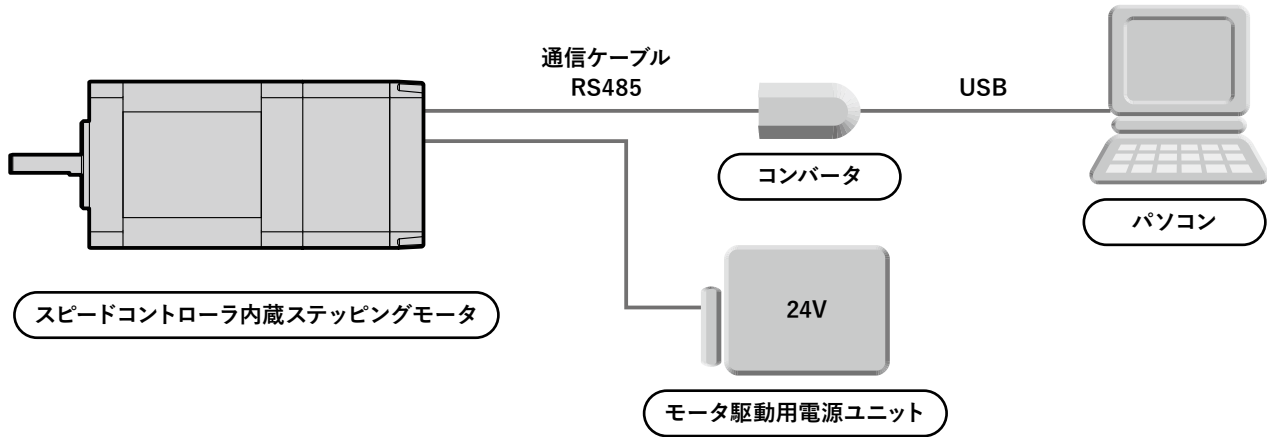 通信ケーブル
RS485
USB
コンバータ
パソコン
スピードコントローラ内蔵ステッピングモータ
24V
モータ駆動用電源ユニット